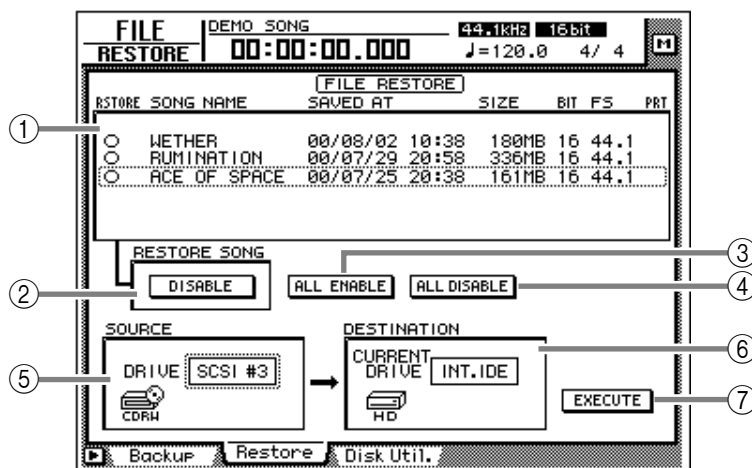 FILE RESTORE
DEMO SONG
00:00:00.000
44.1kHz 16bit
♩=120.0 4/ 4
M
FILE RESTORE
RSTORE SONG NAME SAVED AT SIZE BIT FS PRT
WETHER 00/08/02 10:38 180MB 16 44.1
RUMINATION 00/07/29 20:58 336MB 16 44.1
ACE OF SPACE 00/07/25 20:38 161MB 16 44.1
RESTORE SONG
DISABLE
ALL ENABLE
ALL DISABLE
SOURCE
DRIVE SCSI #3
CDRW
DESTINATION
CURRENT DRIVE INT.IDE
HD
EXECUTE
Backup Restore Disk Util.
1
2
3
4
5
6
7